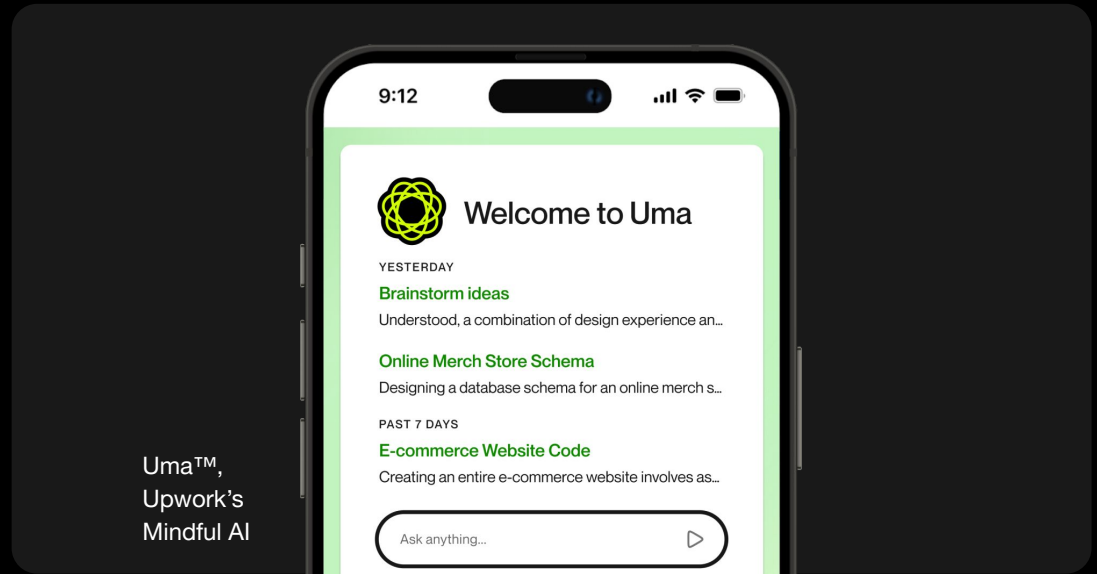 9:12
Welcome to Uma
YESTERDAY
Brainstorm ideas
Understood, a combination of design experience an...
Online Merch Store Schema
Designing a database schema for an online merch s...
PAST 7 DAYS
E-commerce Website Code
Creating an entire e-commerce website involves as...
Ask anything...
Uma™,
Upwork’s
Mindful AI